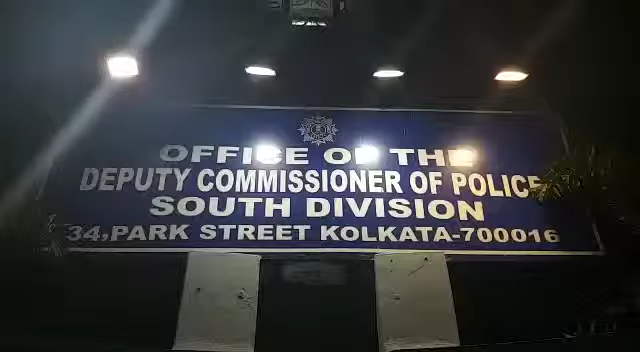 OFFICE OF THE
DEPUTY COMMISSIONER OF POLICE
SOUTH DIVISION
34,PARK STREET KOLKATA-700016